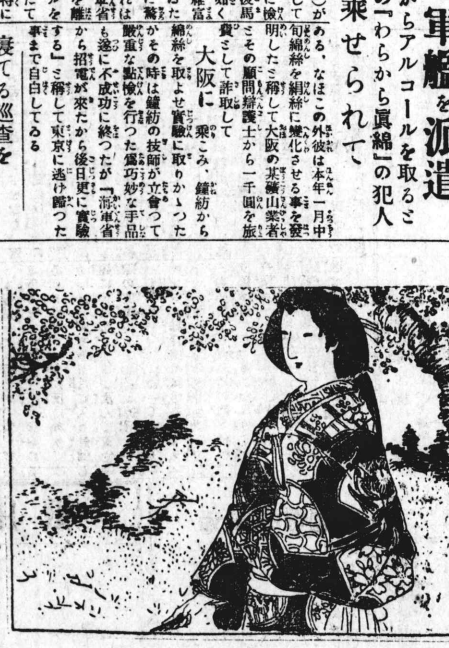 軍艦を派遣
からアルコールを取ると
の『わらから眞綿』の犯人
乘せられて
がある、なほこの外彼は本年一月中
旬綿絲を絹絲に變化させる事を發
明したと稱して大阪の某鑛山業者
とその顧問辯護士から一千圓を旅
費として詐取して
大阪に 乘こみ、鐘紡から
綿絲を取よせ實驗に取りかゝつた
がその時は鐘紡の技師が立會つて
嚴重な點檢を行つた爲巧妙な手品
も遂に不成功に終つたが『海軍省
から招電が來たから後日更に實驗
する』と稱して東京に逃げ歸つた
事まで自白してゐる
寢てる巡査を